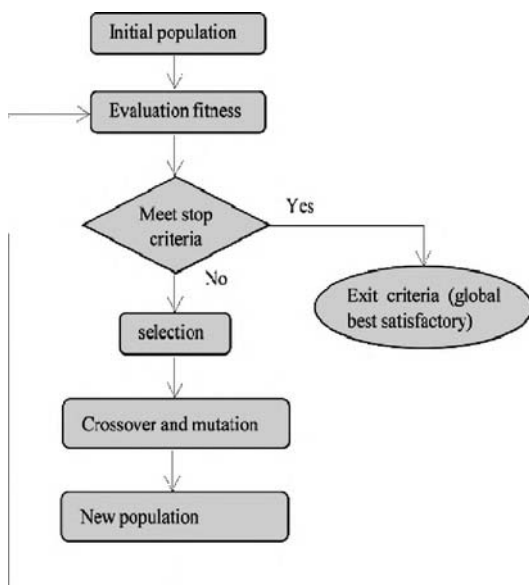 Initial population
Evaluation fitness
Meet stop
criteria
Yes
No
Exit criteria (global
best satisfactory)
selection
Crossover and mutation
New population